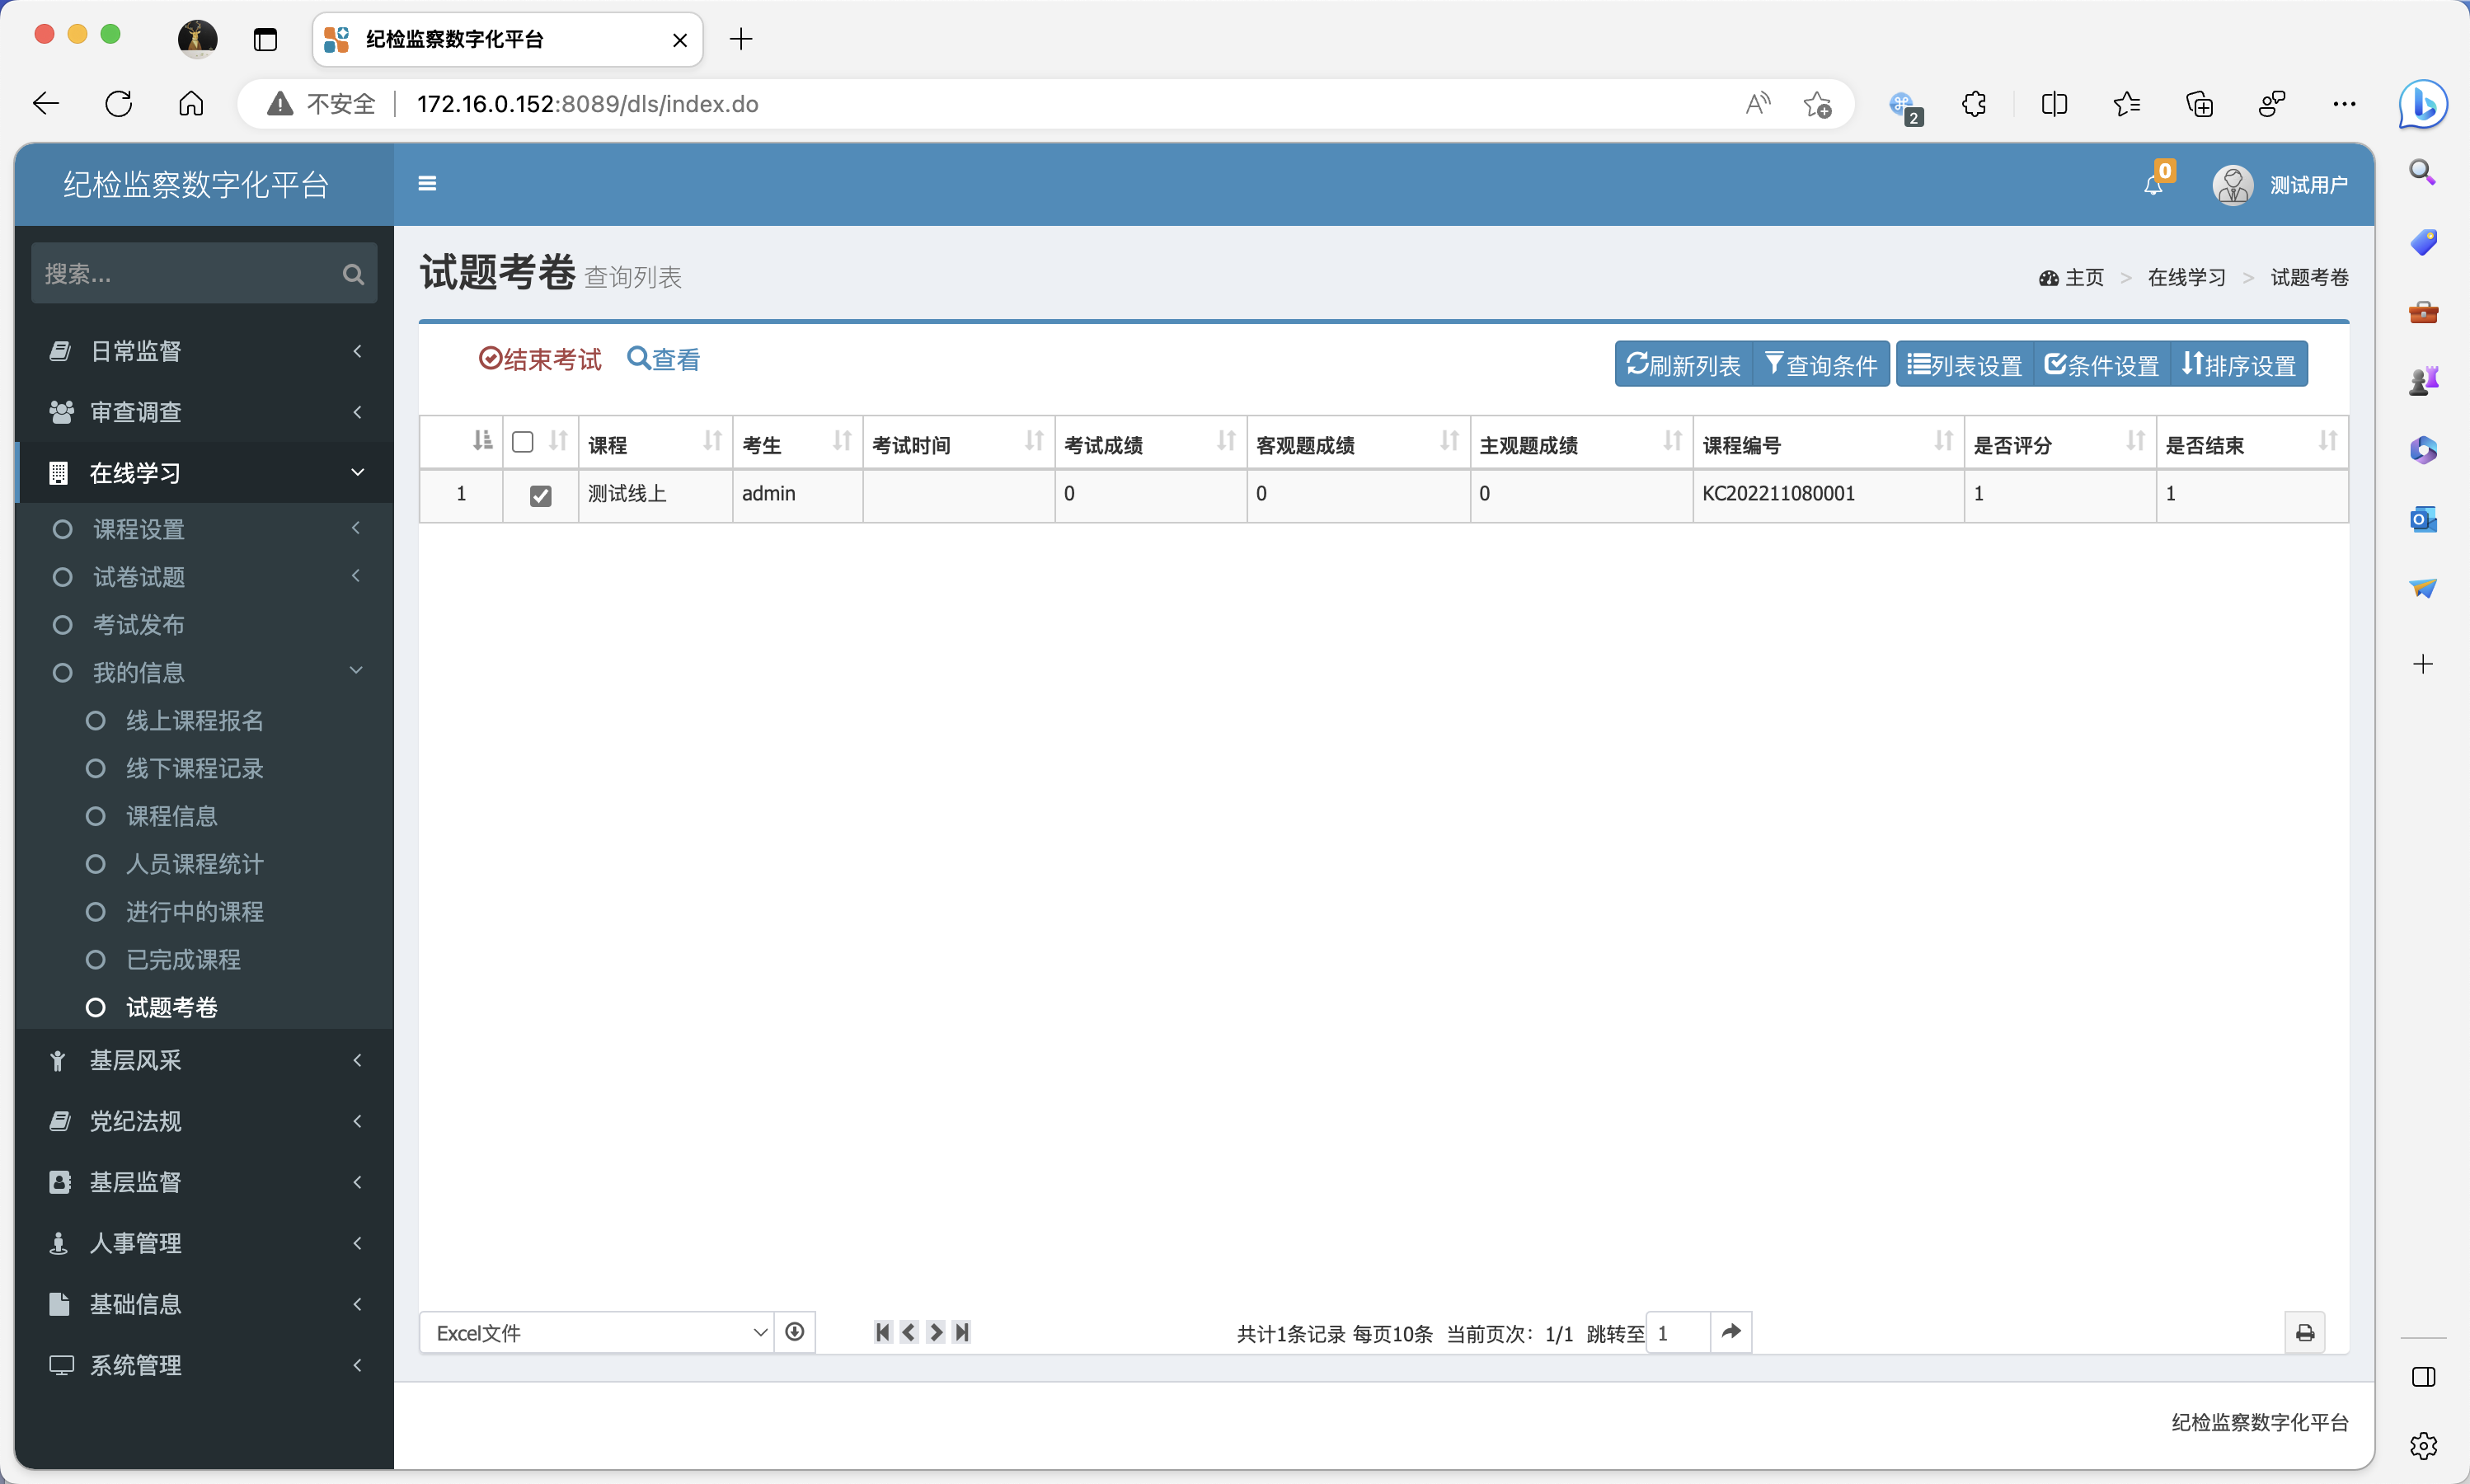 纪检监察数字化平台
不安全
172.16.0.152:8089/dls/index.do
2
纪检监察数字化平台
0
测试用户
搜索...
日常监督
审查调查
在线学习
课程设置
试卷试题
考试发布
我的信息
线上课程报名
线下课程记录
课程信息
人员课程统计
进行中的课程
已完成课程
试题考卷
基层风采
党纪法规
基层监督
人事管理
基础信息
系统管理
试题考卷 查询列表
主页 > 在线学习 > 试题考卷
结束考试 查看
刷新列表 查询条件 列表设置 条件设置 排序设置
课程 考生 考试时间 考试成绩 客观题成绩 主观题成绩 课程编号 是否评分 是否结束
1 测试线上 admin 0 0 0 KC202211080001 1 1
Excel文件
共计1条记录 每页10条 当前页次：1/1 跳转至 1
纪检监察数字化平台